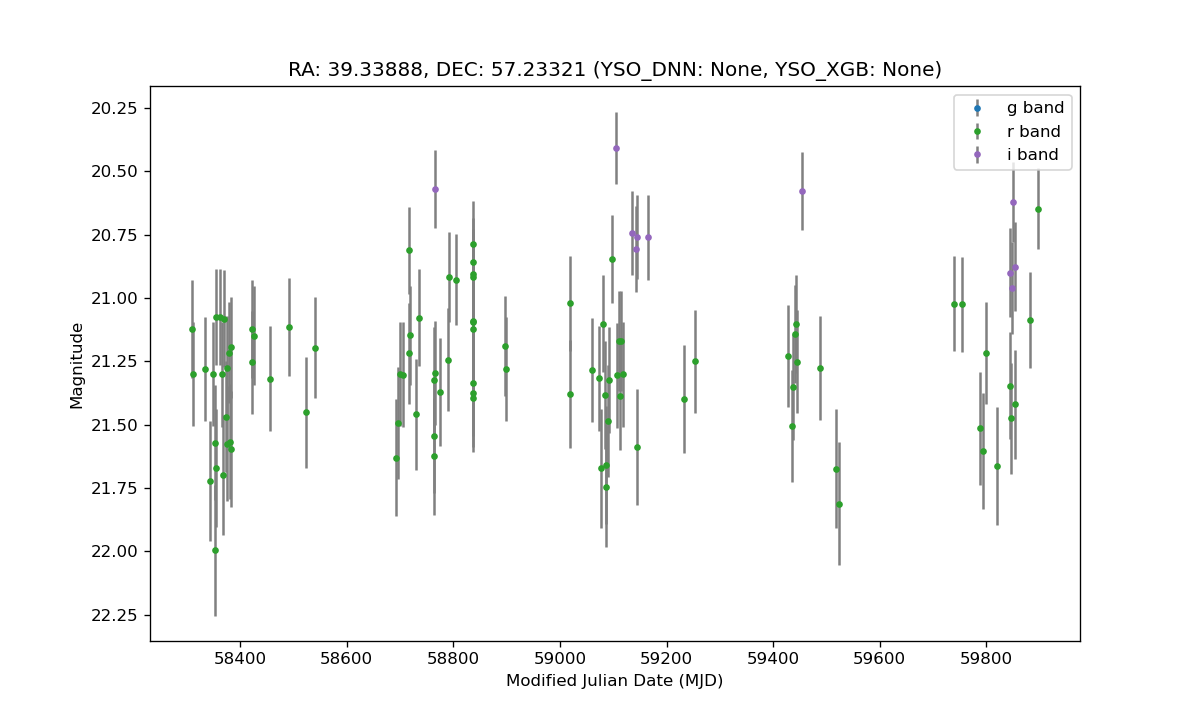 RA: 39.33888, DEC: 57.23321 (YSO_DNN: None, YSO_XGB: None)
g band
r band
i band
20.25
20.50
20.75
21.00
21.25
21.50
21.75
22.00
22.25
Magnitude
58400 58600 58800 59000 59200 59400 59600 59800
Modified Julian Date (MJD)